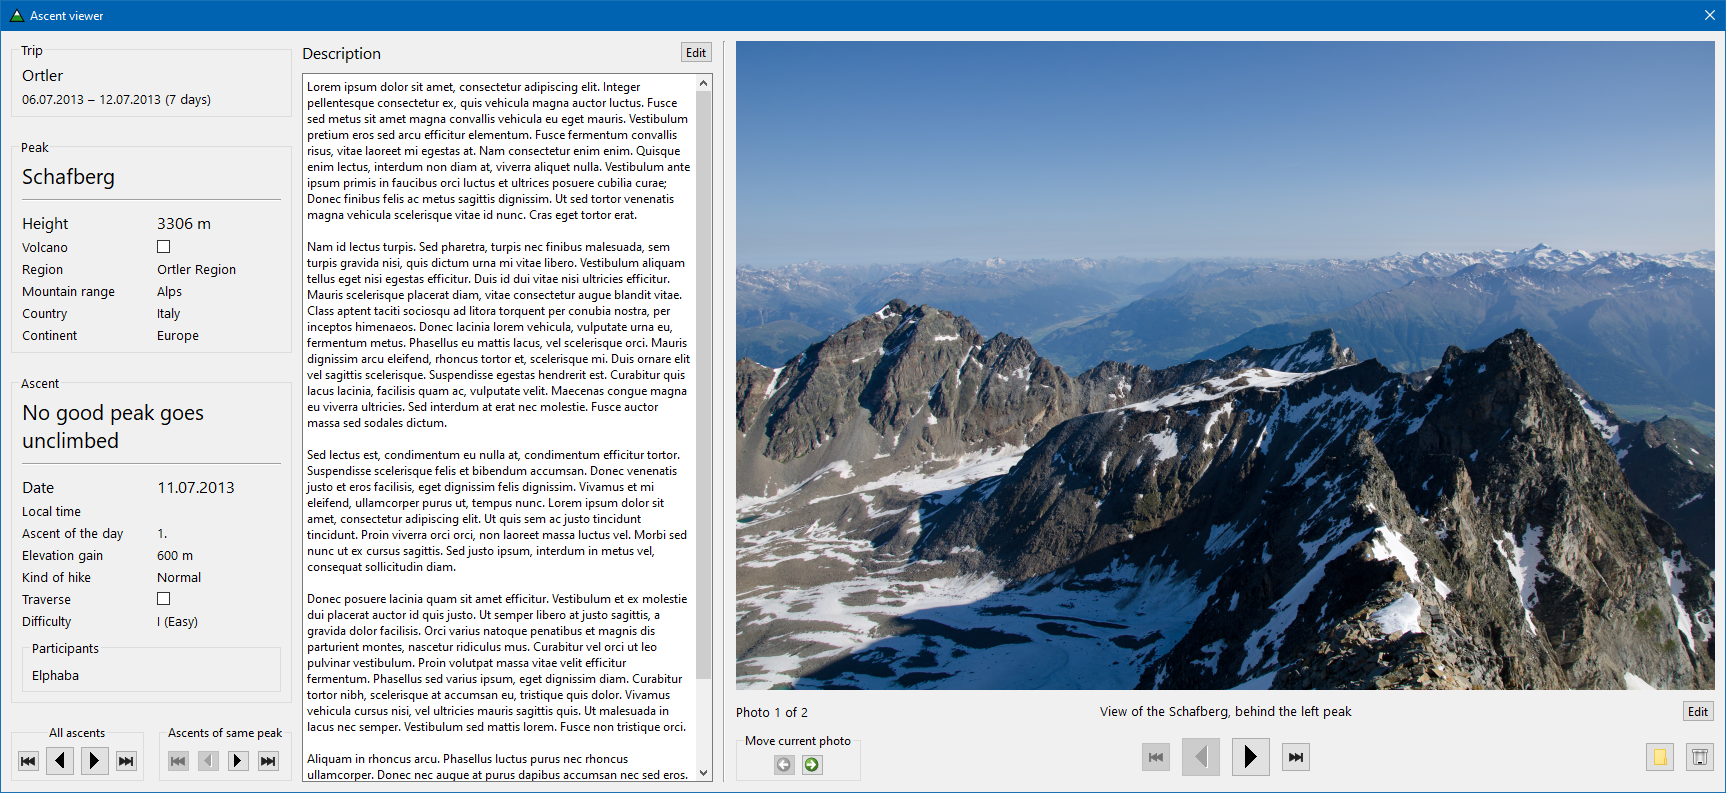 Ascent viewer
Trip
Ortler
06.07.2013 – 12.07.2013 (7 days)
Peak
Schafberg
Height 3306 m
Volcano
Region Ortler Region
Mountain range Alps
Country Italy
Continent Europe
Ascent
No good peak goes
unclimbed
Date 11.07.2013
Local time
Ascent of the day 1.
Elevation gain 600 m
Kind of hike Normal
Traverse
Difficulty I (Easy)
Participants
Elphaba
All ascents
Ascents of same peak
Description
Edit
Lorem ipsum dolor sit amet, consectetur adipiscing elit. Integer
pellentesque consectetur ex, quis vehicula magna auctor luctus. Fusce
sed metus sit amet magna convallis vehicula eu eget mauris. Vestibulum
pretium eros sed arcu efficitur elementum. Fusce fermentum convallis
risus, vitae laoreet mi egestas at. Nam consectetur enim enim. Quisque
enim lectus, interdum non diam at, viverra aliquet nulla. Vestibulum ante
ipsum primis in faucibus orci luctus et ultrices posuere cubilia curae;
Donec finibus felis ac metus sagittis dignissim. Ut sed tortor venenatis
magna vehicula scelerisque vitae id nunc. Cras eget tortor erat.
Nam id lectus turpis. Sed pharetra, turpis nec finibus malesuada, sem
turpis gravida nisi, quis dictum urna mi vitae libero. Vestibulum aliquam
tellus eget nisi egestas efficitur. Duis id dui vitae nisi ultricies efficitur.
Mauris scelerisque placerat diam, vitae consectetur augue blandit vitae.
Class aptent taciti sociosqu ad litora torquent per conubia nostra, per
inceptos himenaeos. Donec lacinia lorem vehicula, vulputate urna eu,
fermentum metus. Phasellus eu mattis lacus, vel scelerisque orci. Mauris
dignissim arcu eleifend, rhoncus tortor et, scelerisque mi. Duis ornare elit
vel sagittis scelerisque. Suspendisse egestas hendrerit est. Curabitur quis
lacus lacinia, facilisis quam ac, vulputate velit. Maecenas congue magna
eu viverra ultricies. Sed interdum at erat nec molestie. Fusce auctor
massa sed sodales dictum.
Sed lectus est, condimentum eu nulla at, condimentum efficitur tortor.
Suspendisse scelerisque felis et bibendum accumsan. Donec venenatis
justo et eros facilisis, eget dignissim felis dignissim. Vivamus et mi
eleifend, ullamcorper purus ut, tempus nunc. Lorem ipsum dolor sit
amet, consectetur adipiscing elit. Ut quis sem ac justo tincidunt
tincidunt. Proin viverra orci orci, non laoreet massa luctus vel. Morbi sed
nunc ut ex cursus sagittis. Sed justo ipsum, interdum in metus vel,
consequat sollicitudin diam.
Donec posuere lacinia quam sit amet efficitur. Vestibulum et ex molestie
dui placerat auctor id quis justo. Ut semper libero at justo sagittis, a
gravida dolor facilisis. Orci varius natoque penatibus et magnis dis
parturient montes, nascetur ridiculus mus. Curabitur vel orci ut leo
pulvinar vestibulum. Proin volutpat massa vitae velit efficitur
fermentum. Phasellus sed varius ipsum, eget dignissim diam. Curabitur
tortor nibh, scelerisque at accumsan eu, tristique quis dolor. Vivamus
vehicula cursus nisi, vel ultricies mauris sagittis quis. Ut malesuada in
lacus nec semper. Vestibulum sed mattis lorem. Fusce non tristique orci.
Aliquam in rhoncus arcu. Phasellus luctus purus nec rhoncus
ullamcorper. Donec nec augue at purus dapibus accumsan nec sed eros.
Photo 1 of 2
View of the Schafberg, behind the left peak
Edit
Move current photo